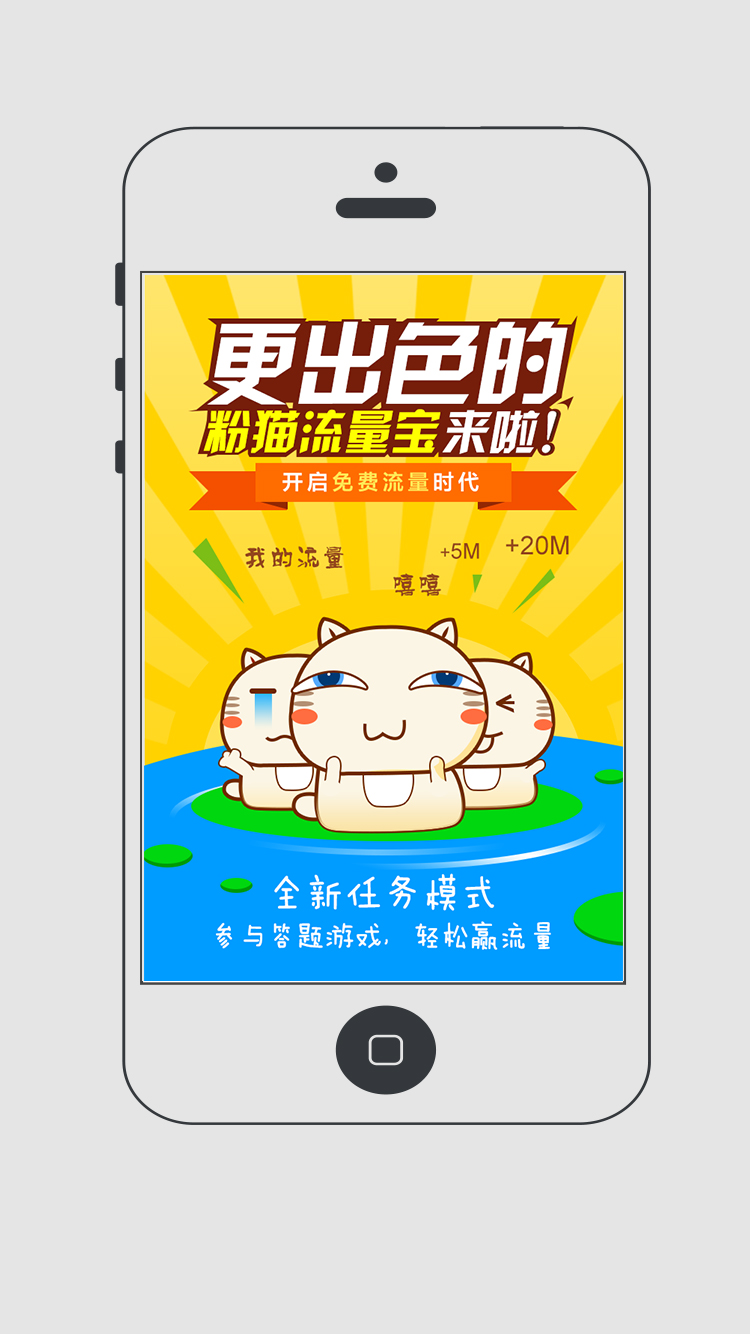 更出色的
粉猫流量宝来啦!
开启免费流量时代
我的流量
+5M
+20M
嘻嘻
全新任务模式
参与答题游戏, 轻松赢流量